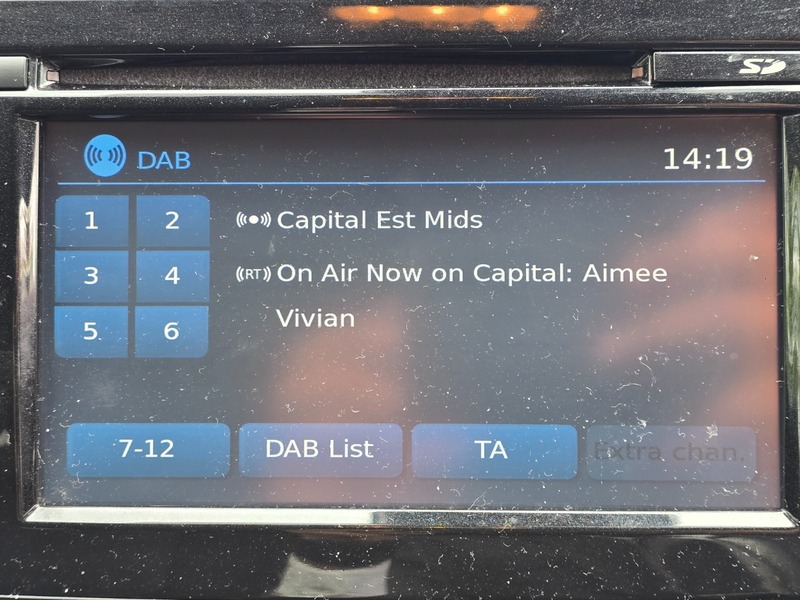 SD
DAB 14:19
1 2 Capital Est Mids
3 4 RT On Air Now on Capital: Aimee
Vivian
5 6
7-12 DAB List TA Extra chan.